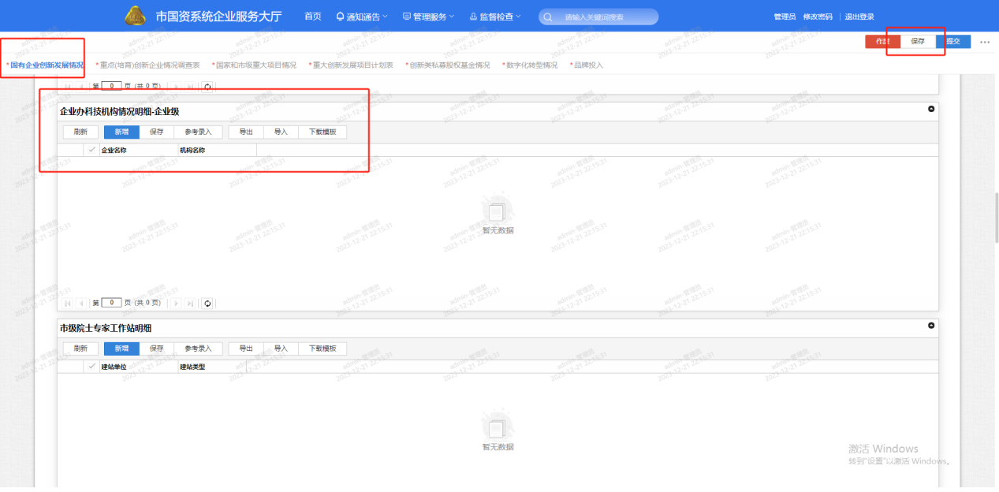 市国资系统企业服务大厅 首页 通知通告 管理服务 监督检查 请输入关键词搜索 管理员 修改密码 退出登录
作废 保存 提交 ...
*国有企业创新发展情况 *重点(培育)创新企业情况调查表 *国家和市级重大项目情况 *重大创新发展项目计划表 *创新类私募股权基金情况 *数字化转型情况 *品牌投入
第 0 页 (共 0 页)
企业办科技机构情况明细-企业级
刷新 新增 保存 参考录入 导出 导入 下载模板
企业名称 机构名称
暂无数据
第 0 页 (共 0 页)
市级院士专家工作站明细
刷新 新增 保存 参考录入 导出 导入 下载模板
建站单位 建站类型
暂无数据
激活 Windows
转到"设置"以激活 Windows。
admin-管理员
2023-12-21 22:15:31